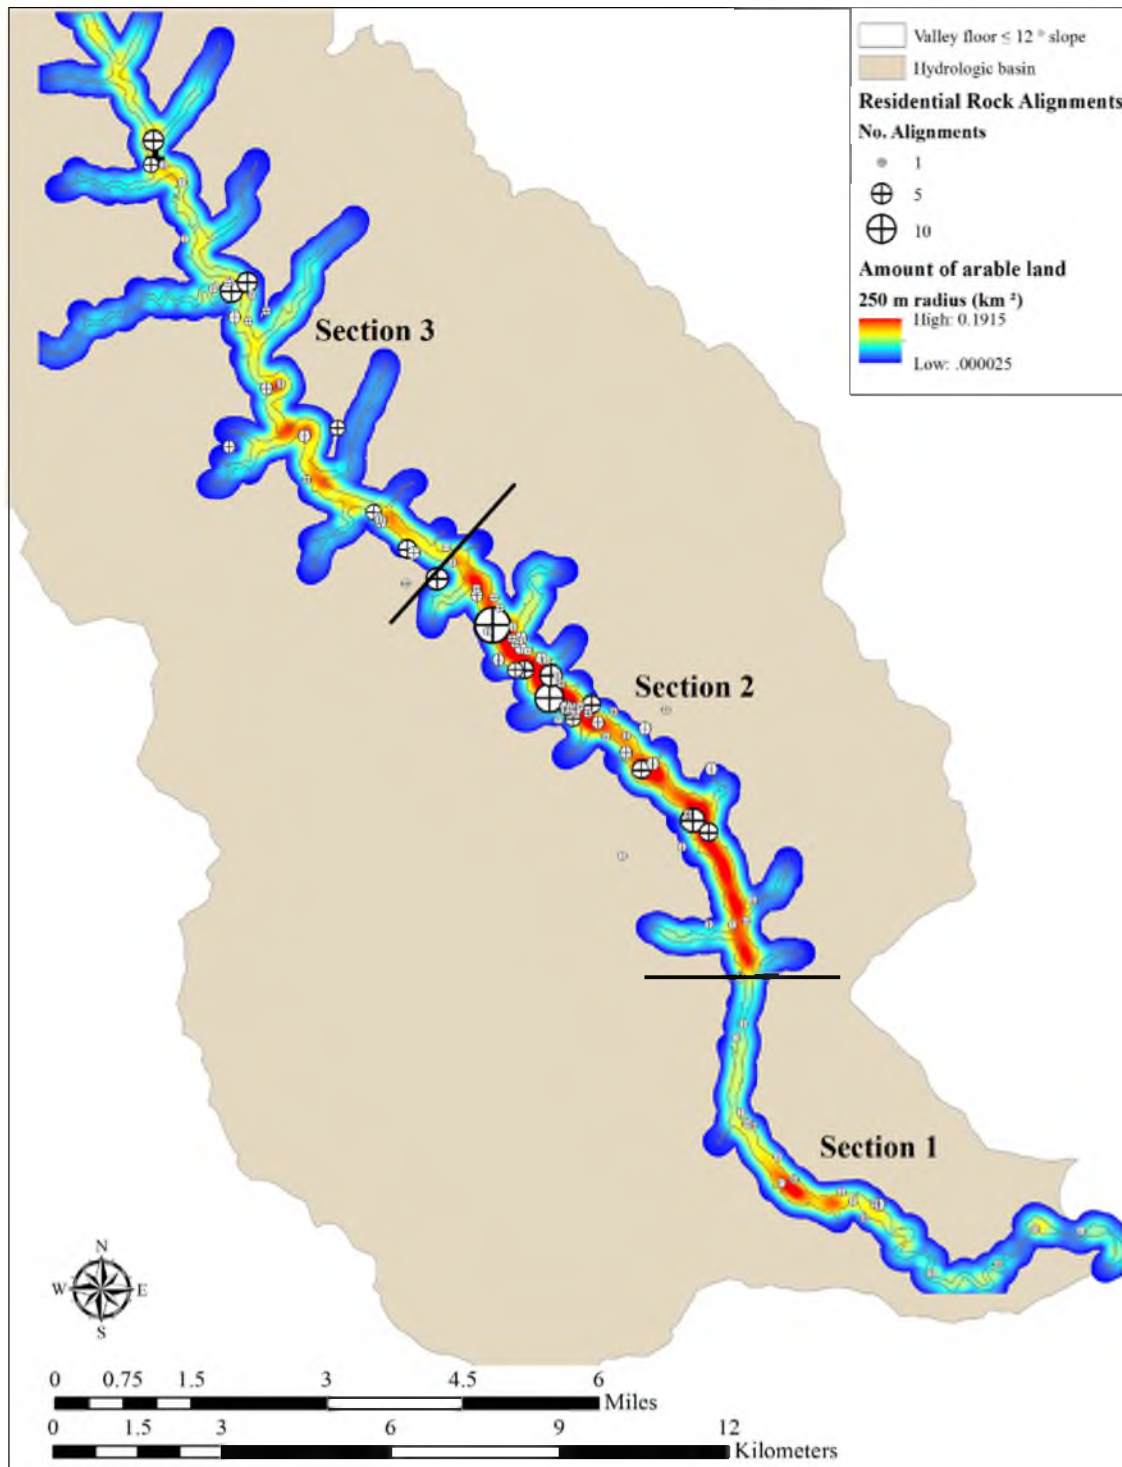 Valley floor ≤ 12 ° slope
Hydrologic basin
Residential Rock Alignments
No. Alignments
1
5
10
Amount of arable land
250 m radius (km ²)
High: 0.1915
Low: .000025
Section 3
Section 2
Section 1
N
W E
S
0 0.75 1.5 3 4.5 6
Miles
0 1.5 3 6 9 12
Kilometers